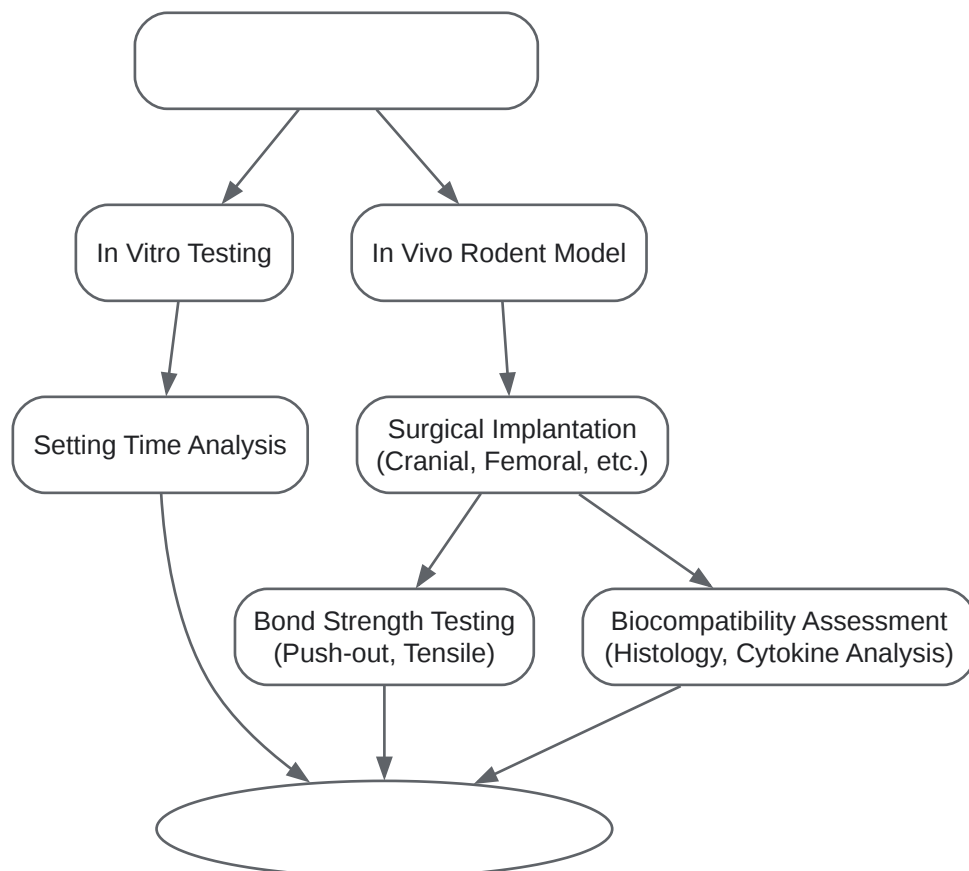 In Vitro Testing
In Vivo Rodent Model
Setting Time Analysis
Surgical Implantation
(Cranial, Femoral, etc.)
Bond Strength Testing
(Push-out, Tensile)
Biocompatibility Assessment
(Histology, Cytokine Analysis)